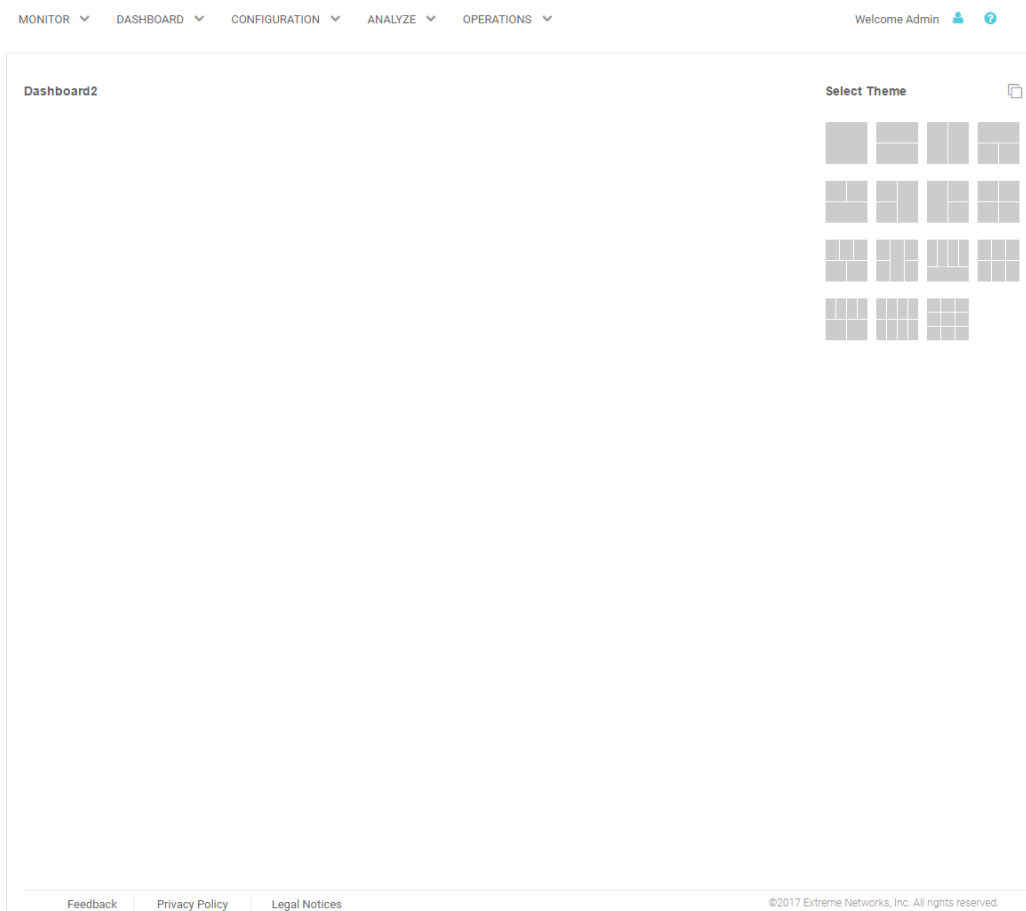 MONITOR DASHBOARD CONFIGURATION ANALYZE OPERATIONS Welcome Admin ?
Dashboard2 Select Theme
Feedback Privacy Policy Legal Notices ©2017 Extreme Networks, Inc. All rights reserved.